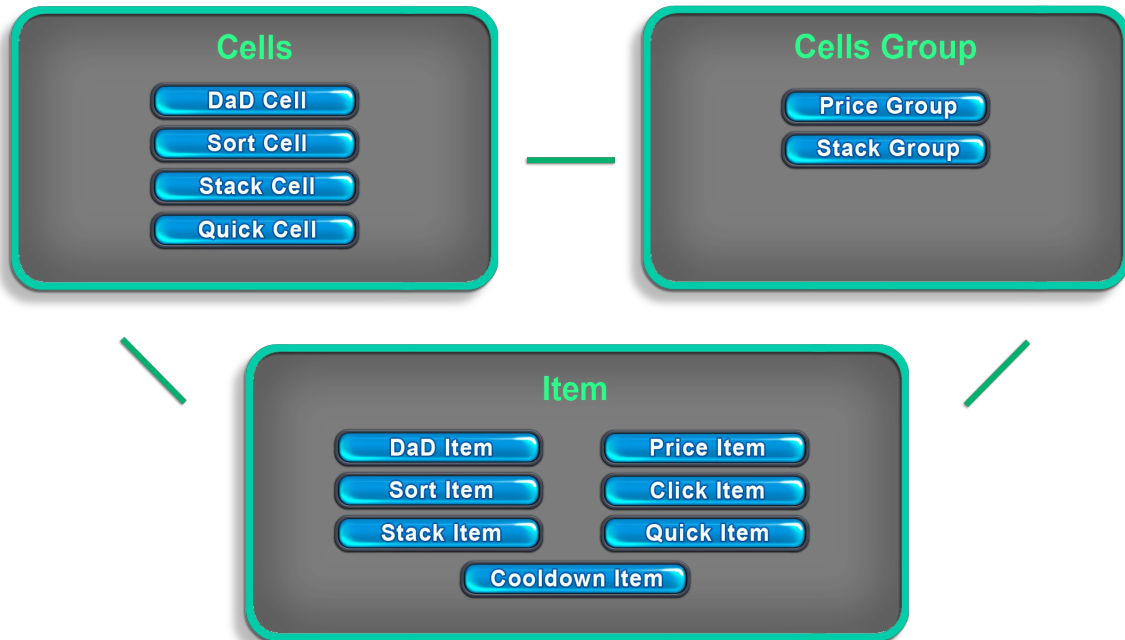 Cells
DaD Cell
Sort Cell
Stack Cell
Quick Cell
Cells Group
Price Group
Stack Group
Item
DaD Item
Sort Item
Stack Item
Price Item
Click Item
Quick Item
Cooldown Item